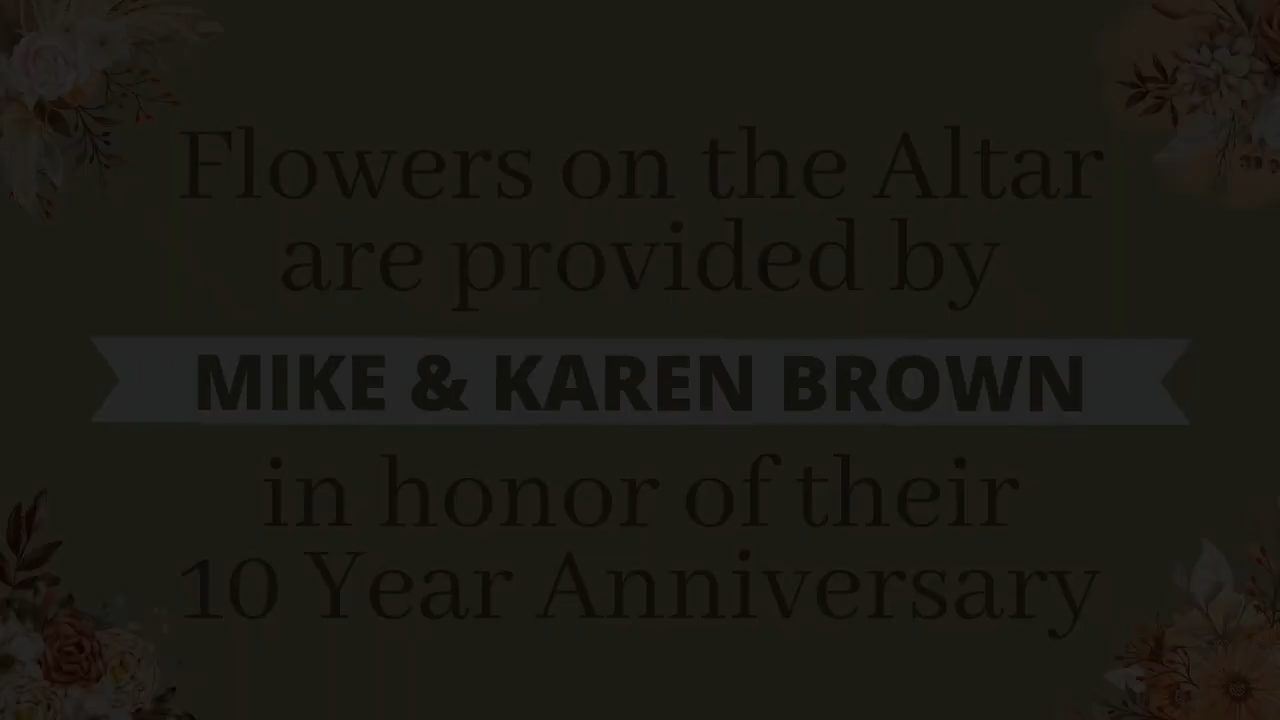 Flowers on the Altar
are provided by
MIKE & KAREN BROWN
in honor of their
10 Year Anniversary